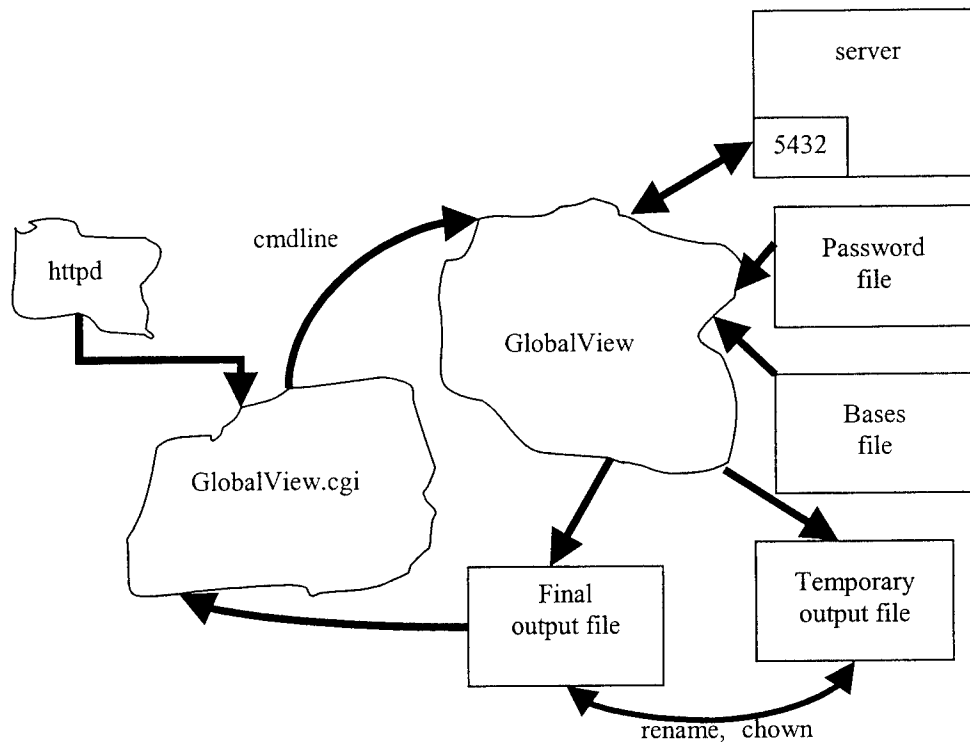 server
5432
cmdline
httpd
Password
file
GlobalView
Bases
file
GlobalView.cgi
Final
output file
Temporary
output file
rename, chown